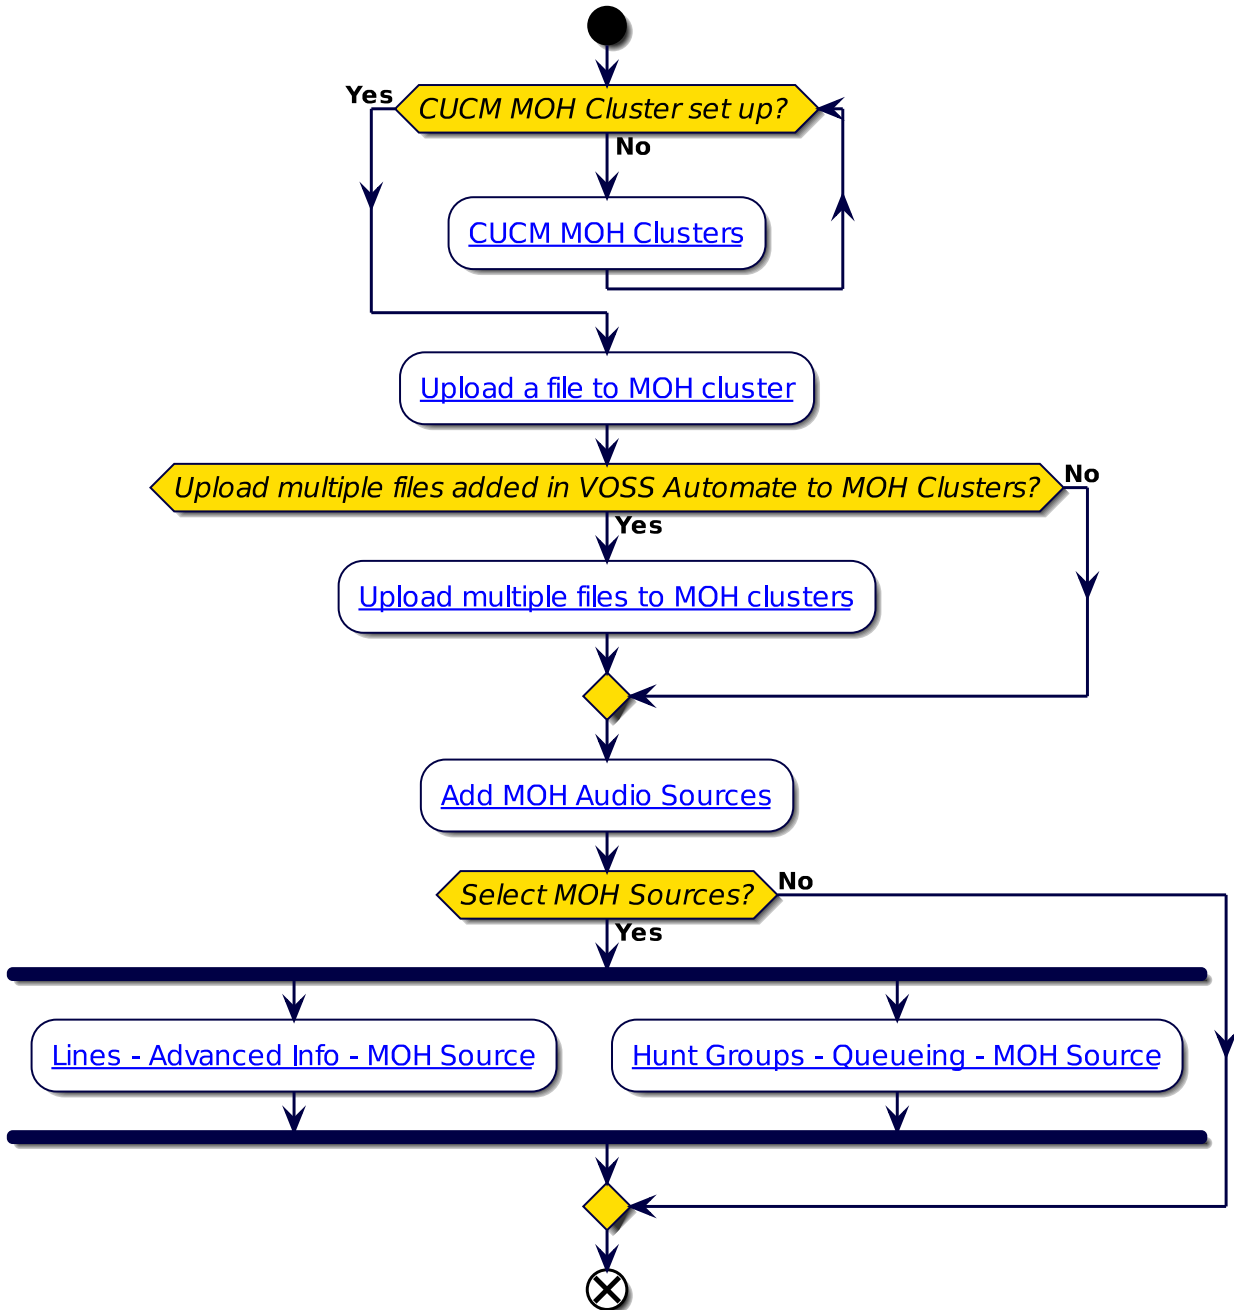 Yes
CUCM MOH Cluster set up?
No
CUCM MOH Clusters
Upload a file to MOH cluster
Upload multiple files added in VOSS Automate to MOH Clusters?
No
Yes
Upload multiple files to MOH clusters
Add MOH Audio Sources
Select MOH Sources?
No
Yes
Lines - Advanced Info - MOH Source
Hunt Groups - Queueing - MOH Source